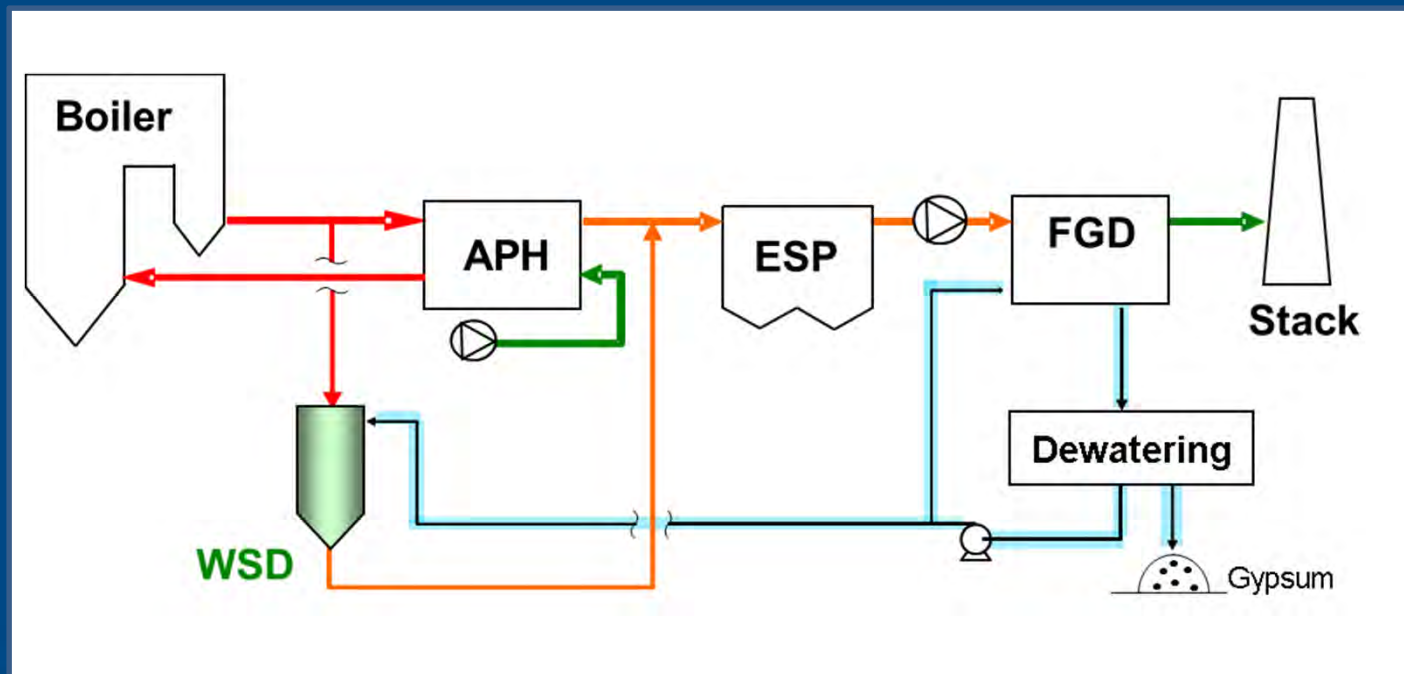 Boiler
APH
ESP
FGD
Stack
Dewatering
WSD
Gypsum